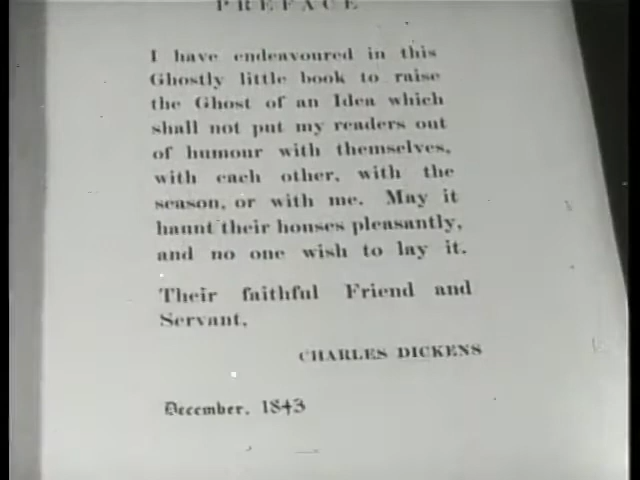 PREFACE
I have endeavoured in this
Ghostly little book to raise
the Ghost of an Idea which
shall not put my readers out
of humour with themselves,
with each other, with the
season, or with me. May it
haunt their houses pleasantly,
and no one wish to lay it.
Their faithful Friend and
Servant,
CHARLES DICKENS
December, 1843